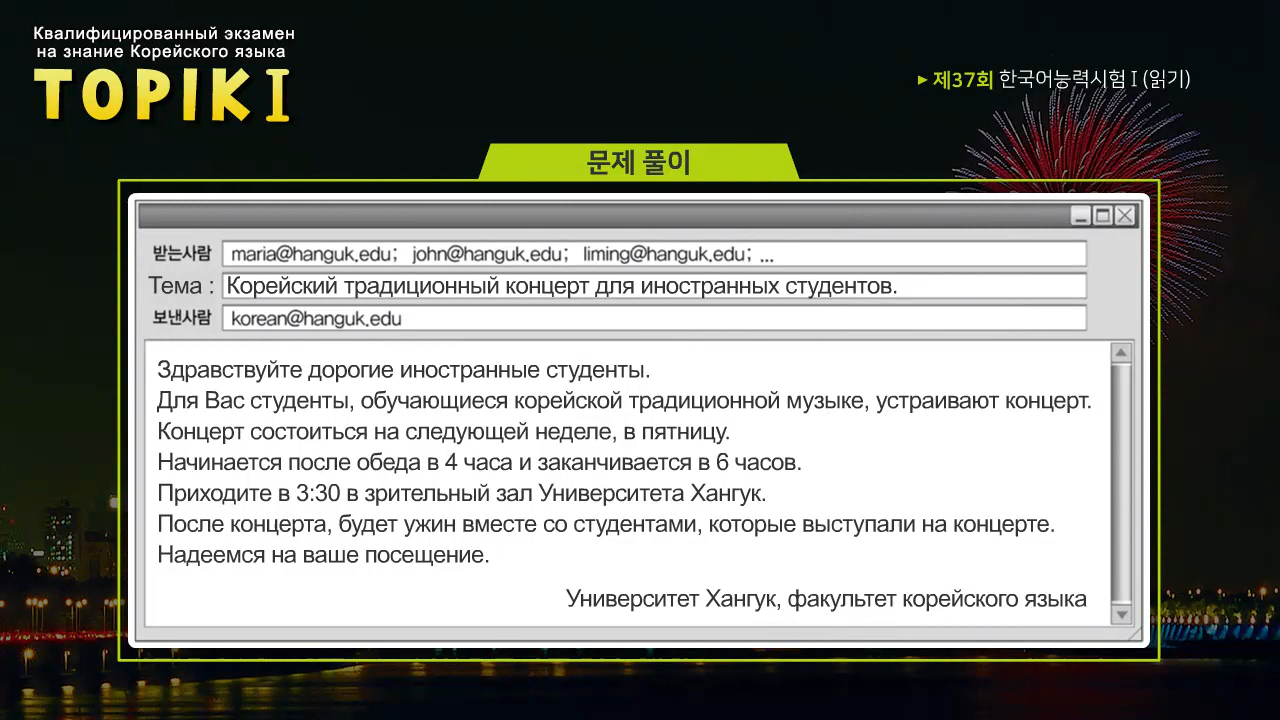 Квалифицированный экзамен
на знание Корейского языка
TOPIK I
▸ 제37회 한국어능력시험 I (읽기)
문제 풀이
받는사람 maria@hanguk.edu; john@hanguk.edu; liming@hanguk.edu; ...
Тема : Корейский традиционный концерт для иностранных студентов.
보낸사람 korean@hanguk.edu
Здравствуйте дорогие иностранные студенты.
Для Вас студенты, обучающиеся корейской традиционной музыке, устраивают концерт.
Концерт состоиться на следующей неделе, в пятницу.
Начинается после обеда в 4 часа и заканчивается в 6 часов.
Приходите в 3:30 в зрительный зал Университета Хангук.
После концерта, будет ужин вместе со студентами, которые выступали на концерте.
Надеемся на ваше посещение.
Университет Хангук, факультет корейского языка